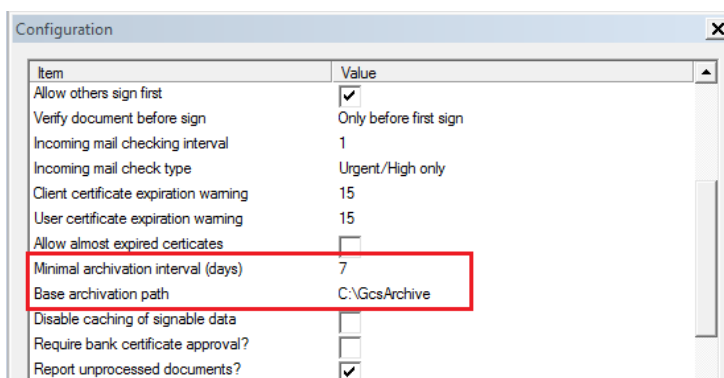 Configuration
Item Value
Allow others sign first
Verify document before sign Only before first sign
Incoming mail checking interval 1
Incoming mail check type Urgent/High only
Client certificate expiration warning 15
User certificate expiration warning 15
Allow almost expired certicates
Minimal archivation interval (days) 7
Base archivation path C:\GcsArchive
Disable caching of signable data
Require bank certificate approval?
Report unprocessed documents?